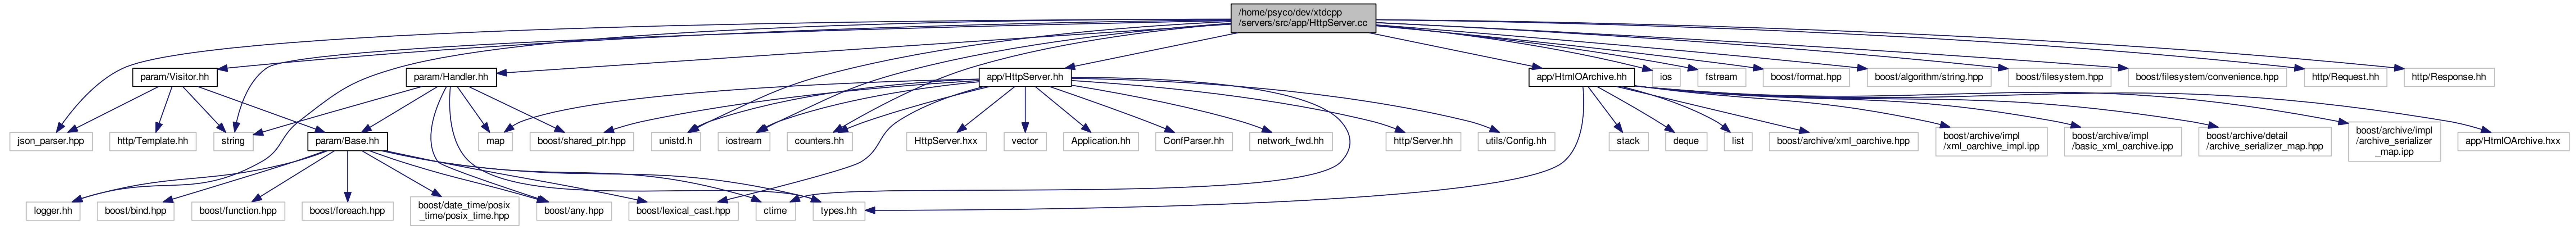 /home/psyco/dev/xtdcpp
/servers/src/app/HttpServer.cc
param/Visitor.hh
param/Handler.hh
app/HttpServer.hh
app/HtmlOArchive.hh
ios
fstream
boost/format.hpp
boost/algorithm/string.hpp
boost/filesystem.hpp
boost/filesystem/convenience.hpp
http/Request.hh
http/Response.hh
json_parser.hpp
http/Template.hh
string
param/Base.hh
map
boost/shared_ptr.hpp
unistd.h
iostream
counters.hh
HttpServer.hxx
vector
Application.hh
ConfParser.hh
network_fwd.hh
http/Server.hh
utils/Config.hh
stack
deque
list
boost/archive/xml_oarchive.hpp
boost/archive/impl
/xml_oarchive_impl.ipp
boost/archive/impl
/basic_xml_oarchive.ipp
boost/archive/detail
/archive_serializer_map.hpp
boost/archive/impl
/archive_serializer
_map.ipp
app/HtmlOArchive.hxx
logger.hh
boost/bind.hpp
boost/function.hpp
boost/foreach.hpp
boost/date_time/posix
_time/posix_time.hpp
boost/any.hpp
boost/lexical_cast.hpp
ctime
types.hh